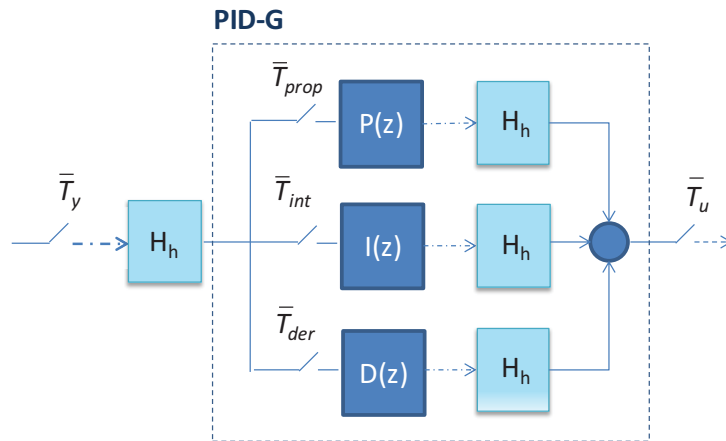 PID-G
T̅prop
P(z)
Hh
T̅y
Hh
T̅int
I(z)
Hh
T̅u
T̅der
D(z)
Hh